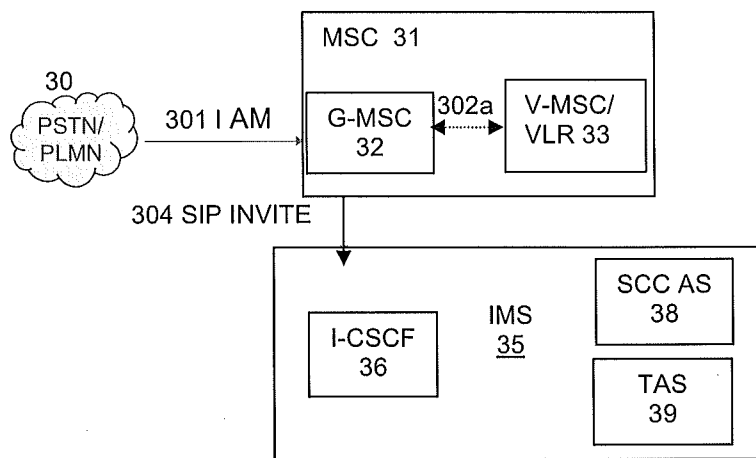 MSC 31
30
PSTN/
PLMN
301 I AM
G-MSC
32
302a
V-MSC/
VLR 33
304 SIP INVITE
I-CSCF
36
IMS
35
SCC AS
38
TAS
39